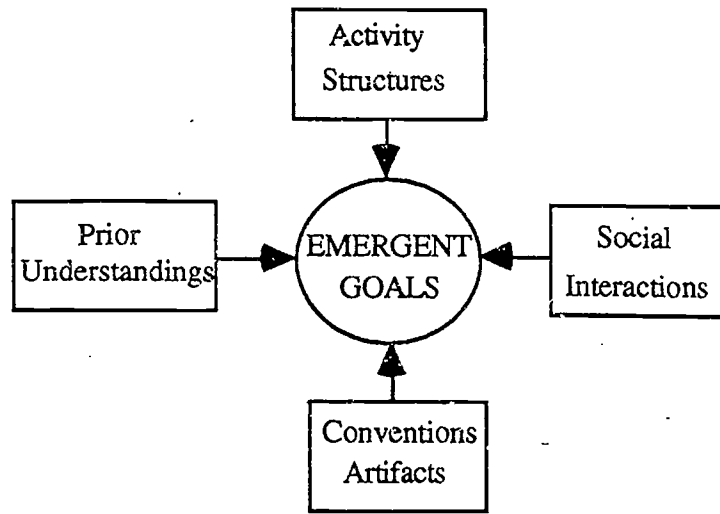 Activity
Structures
Prior
Understandings
EMERGENT
GOALS
Social
Interactions
Conventions
Artifacts